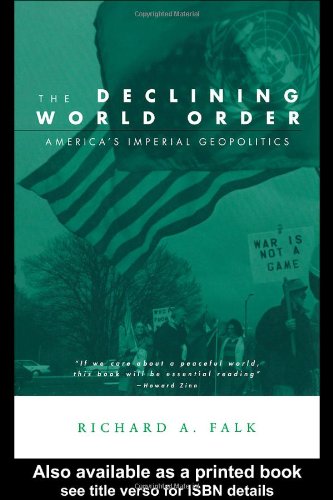 THE DECLINING
WORLD ORDER
AMERICA'S IMPERIAL GEOPOLITICS
WAR IS
NOT A
GAME
"If we care about a peaceful world,
this book will be essential reading"
—Howard Zinn
RICHARD A. FALK
Also available as a printed book
see title verso for ISBN details